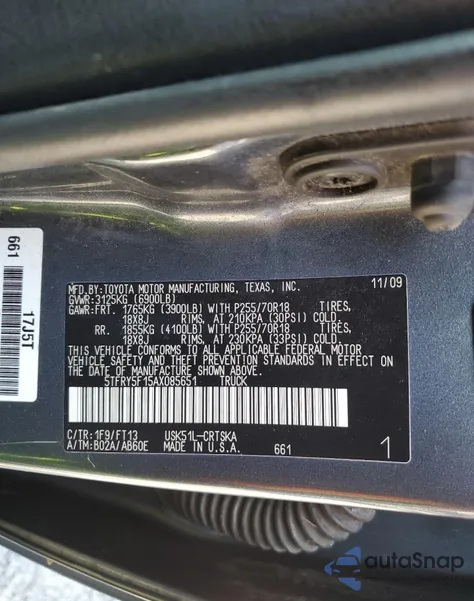 661
17J5T
MFD.BY:TOYOTA MOTOR MANUFACTURING, TEXAS, INC. 11/09
GVWR:3125KG (6900LB)
GAWR:FRT. 1765KG (3900LB) WITH P255/70R18 TIRES,
18X8J RIMS, AT 210KPA (30PSI) COLD.
RR. 1855KG (4100LB) WITH P255/70R18 TIRES,
18X8J RIMS, AT 230KPA (33PSI) COLD.
THIS VEHICLE CONFORMS TO ALL APPLICABLE FEDERAL MOTOR
VEHICLE SAFETY AND THEFT PREVENTION STANDARDS IN EFFECT
ON THE DATE OF MANUFACTURE SHOWN ABOVE.
5TFRY5F15AX085651 TRUCK
C/TR:1F9/FT13 USK51L-CRTSKA
A/TM:B02A/AB60E MADE IN U.S.A. 661 1
autoSnap